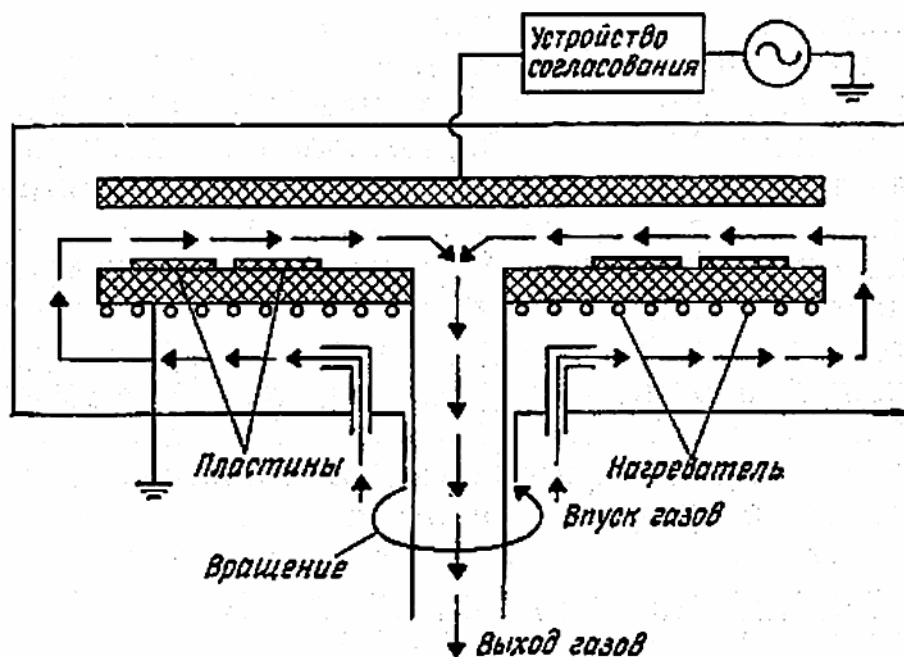 Устройство
согласования
Пластины
Нагреватель
Впуск газов
Вращение
Выход газов